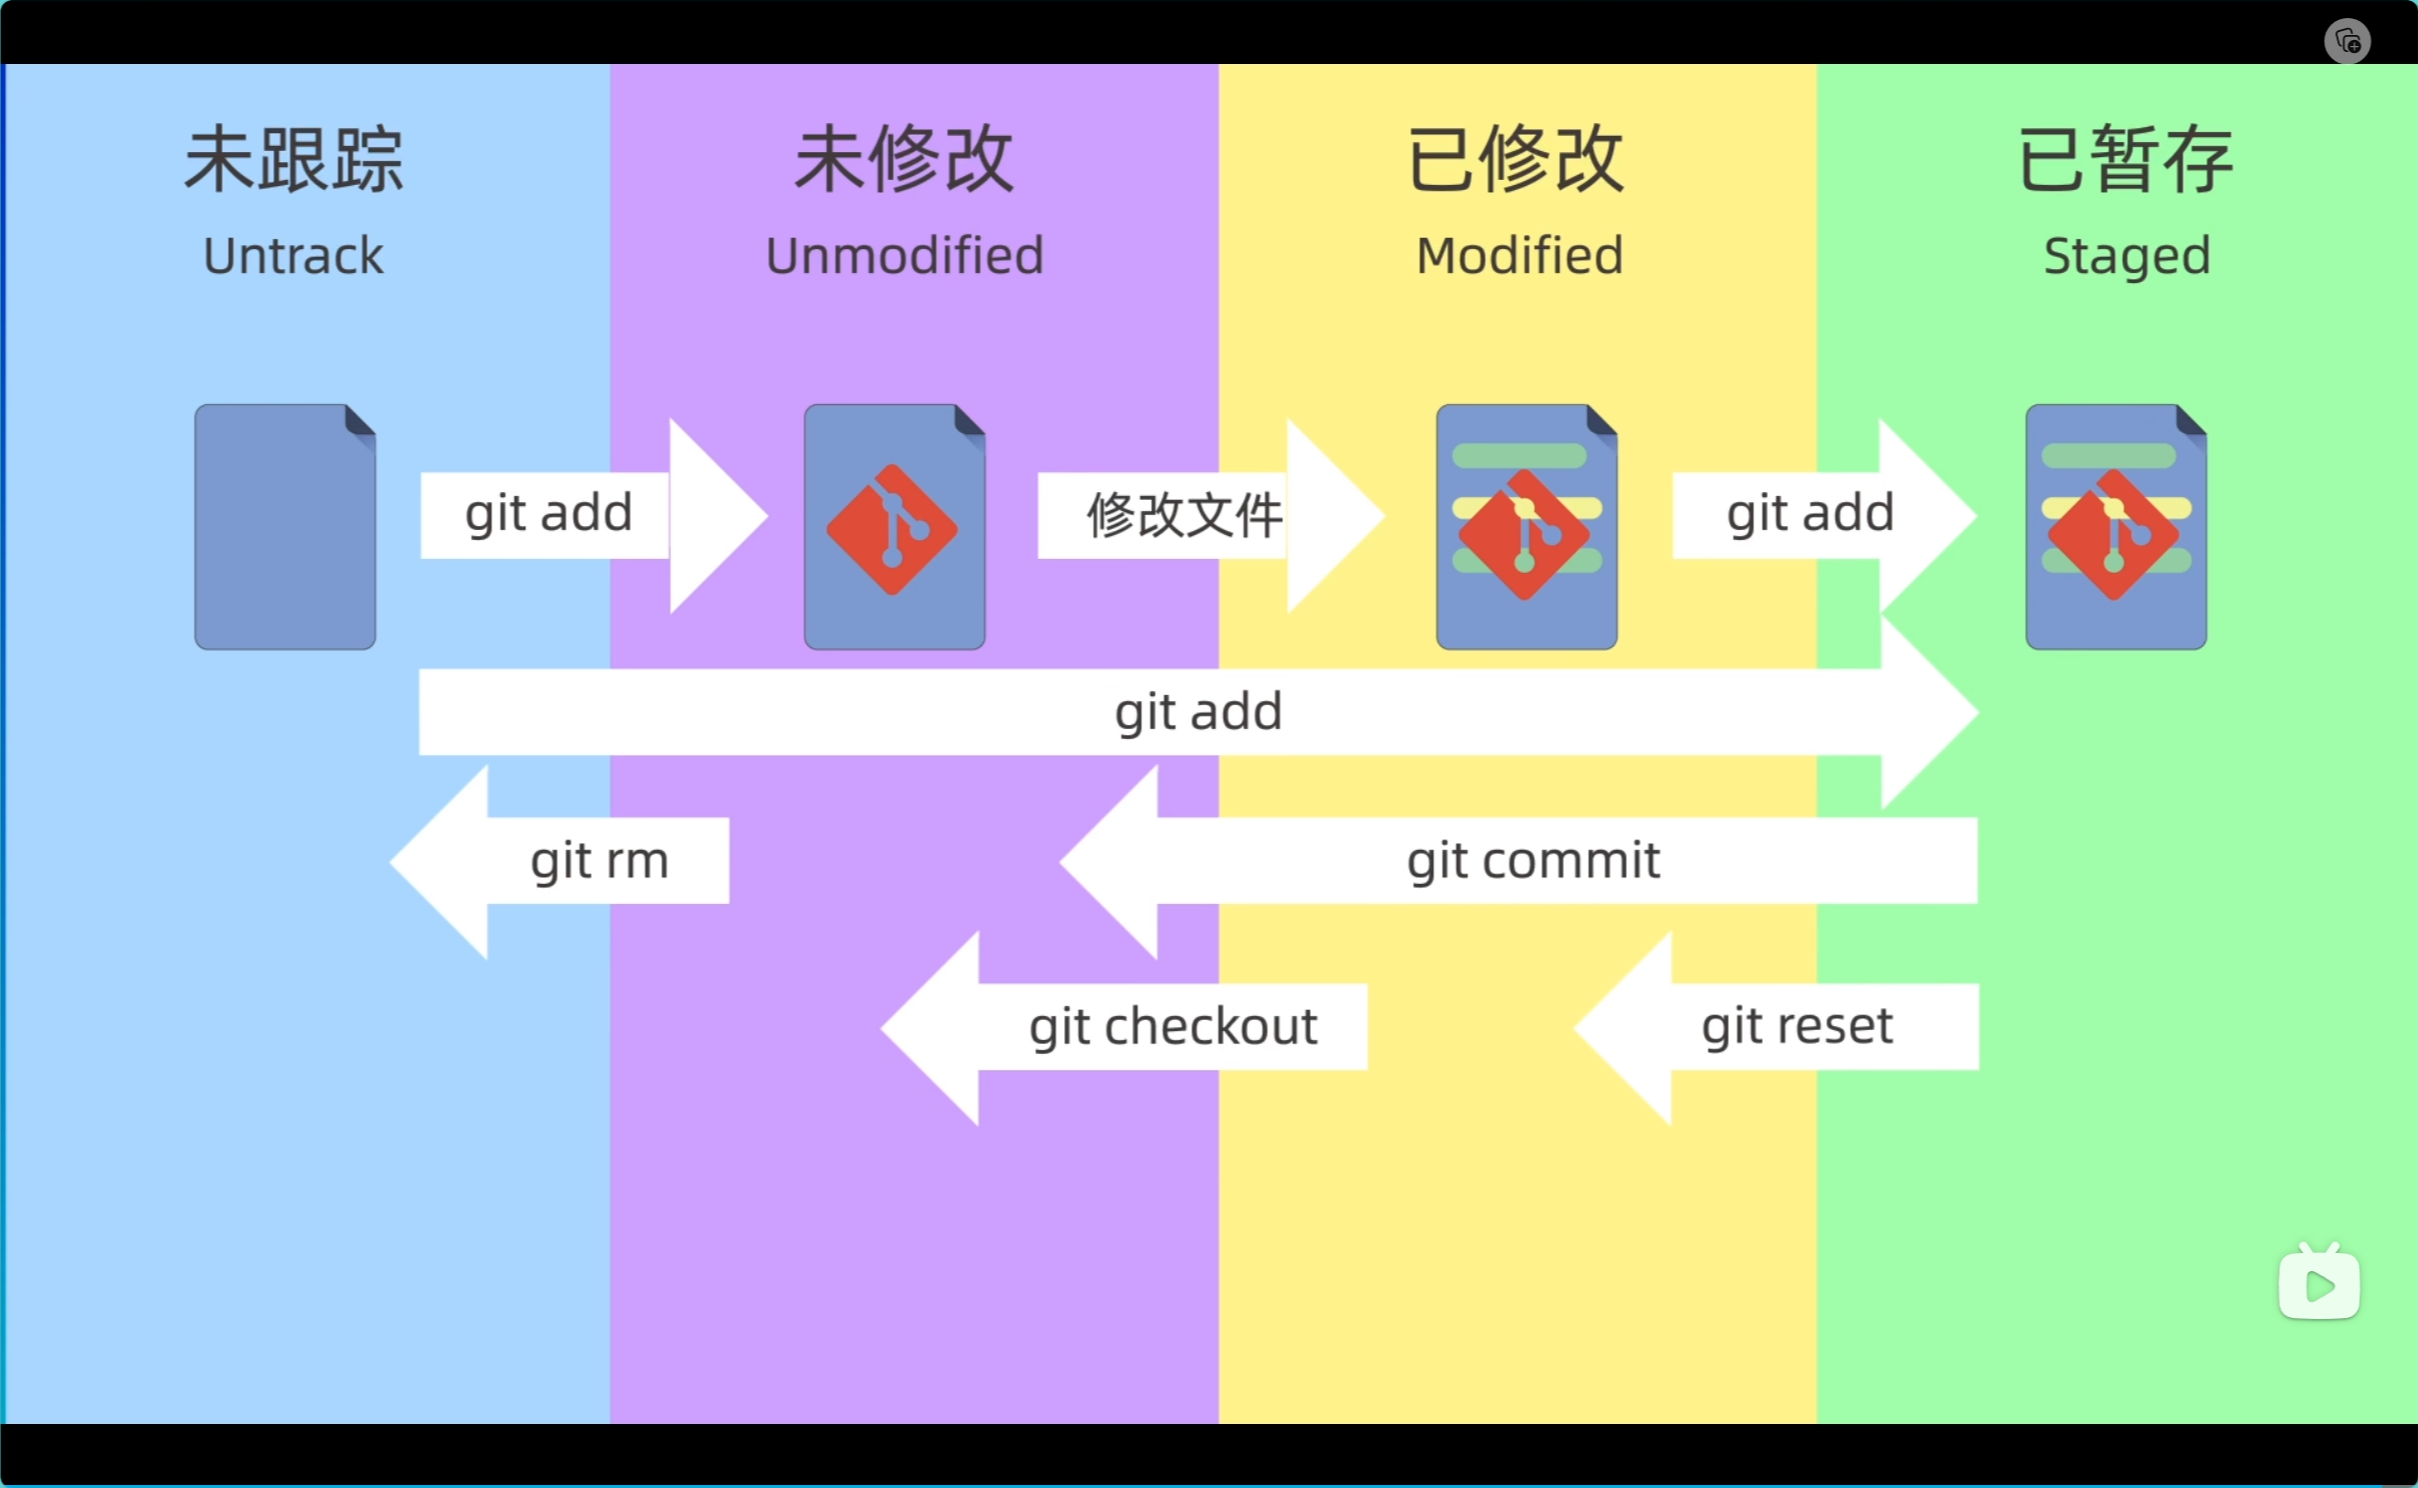 未跟踪
Untrack
未修改
Unmodified
已修改
Modified
已暂存
Staged
git add
修改文件
git add
git add
git rm
git commit
git checkout
git reset